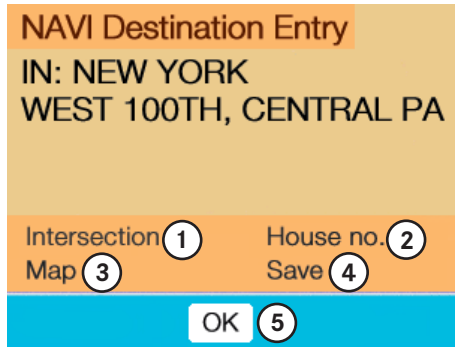 NAVI Destination Entry
IN: NEW YORK
WEST 100TH, CENTRAL PA
Intersection 1 House no. 2
Map 3 Save 4
OK 5